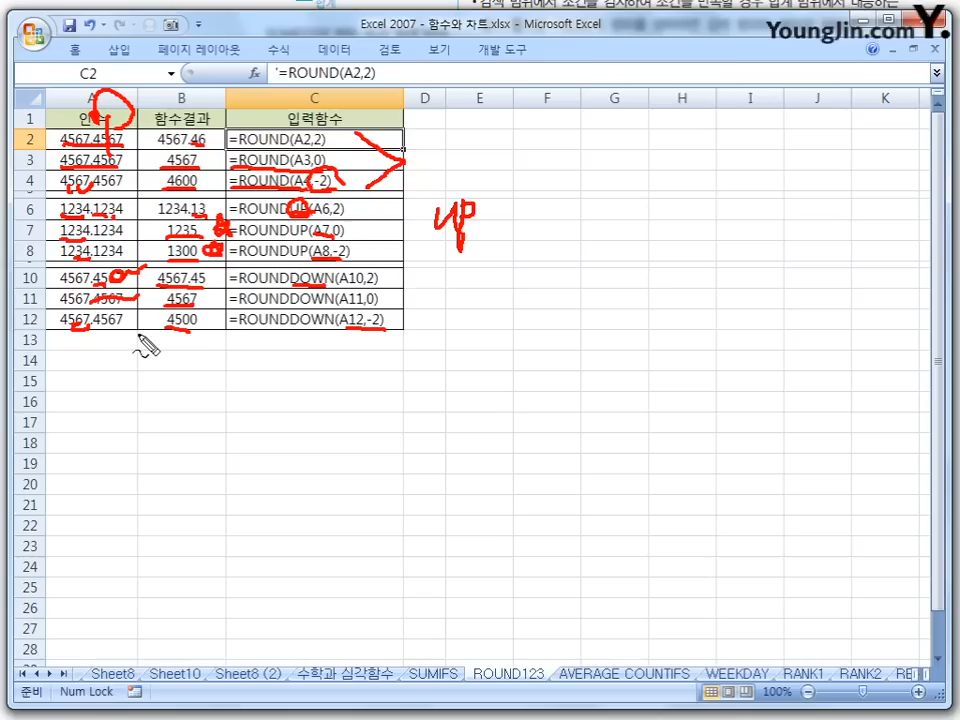 합계
Excel 2007 - 함수와 차트.xlsx - Microsoft Excel
YoungJin.com Y.
홈 삽입 페이지 레이아웃 수식 데이터 검토 보기 개발 도구
C2 fx '=ROUND(A2,2)
A B C D E F G H I J K
1 인수 함수결과 입력함수
2 4567.4567 4567.46 =ROUND(A2,2)
3 4567.4567 4567 =ROUND(A3,0)
4 4567.4567 4600 =ROUND(A4,-2)
6 1234.1234 1234.13 =ROUNDUP(A6,2)
up
7 1234.1234 1235 =ROUNDUP(A7,0)
8 1234.1234 1300 =ROUNDUP(A8,-2)
10 4567.4567 4567.45 =ROUNDDOWN(A10,2)
11 4567.4567 4567 =ROUNDDOWN(A11,0)
12 4567.4567 4500 =ROUNDDOWN(A12,-2)
13
14
15
16
17
18
19
20
21
22
23
24
25
26
27
28
Sheet8 Sheet10 Sheet8 (2) 수학과 삼각함수 SUMIFS ROUND123 AVERAGE COUNTIFS WEEKDAY RANK1 RANK2
준비 Num Lock 100%